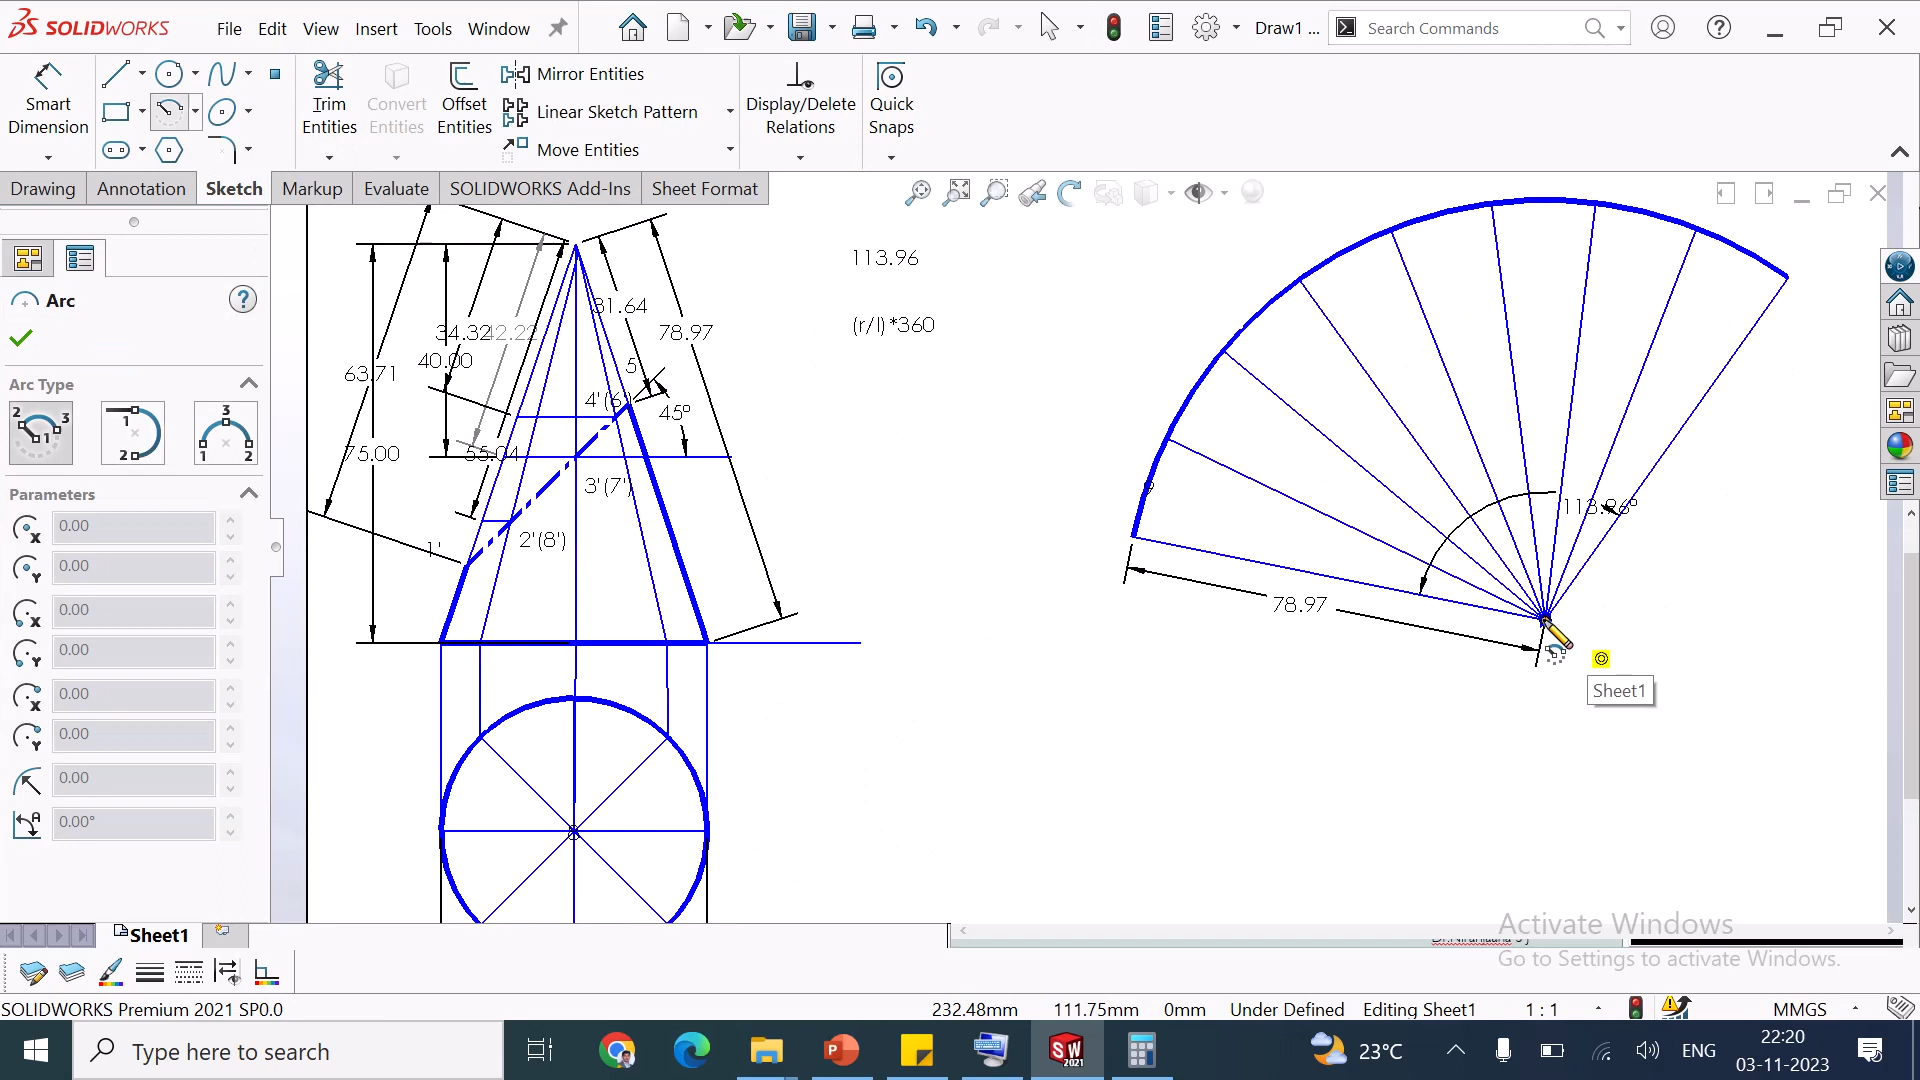 SOLIDWORKS File Edit View Insert Tools Window Draw1 ... Search Commands
Smart Dimension
Trim Entities
Convert Entities
Offset Entities
Mirror Entities
Linear Sketch Pattern
Move Entities
Display/Delete Relations
Quick Snaps
Drawing Annotation Sketch Markup Evaluate SOLIDWORKS Add-Ins Sheet Format
Arc
Arc Type
Parameters
0.00
0.00
0.00
0.00
0.00
0.00
0.00
0.00°
113.96
(r/l)*360
31.64
34.32
42.22
78.97
40.00
63.71
5
4'(6')
45°
75.00
55.04
3'(7')
2'(8')
1'
113.96°
78.97
Sheet1
Sheet1
Activate Windows
Go to Settings to activate Windows.
SOLIDWORKS Premium 2021 SP0.0 232.48mm 111.75mm 0mm Under Defined Editing Sheet1 1 : 1 MMGS
Type here to search
23°C ENG
22:20
03-11-2023